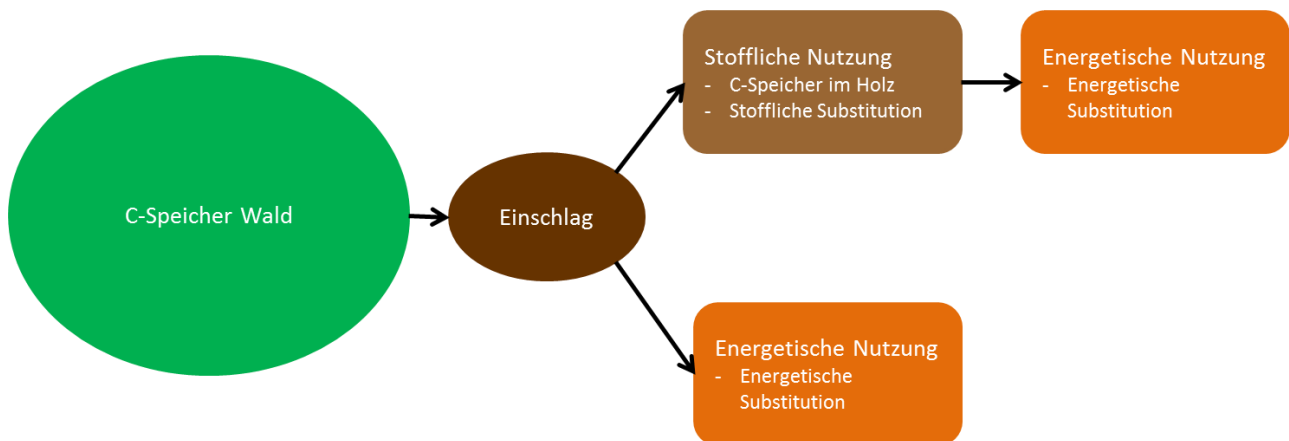 C-Speicher Wald
Einschlag
Stoffliche Nutzung
- C-Speicher im Holz
- Stoffliche Substitution
Energetische Nutzung
- Energetische
Substitution
Energetische Nutzung
- Energetische
Substitution